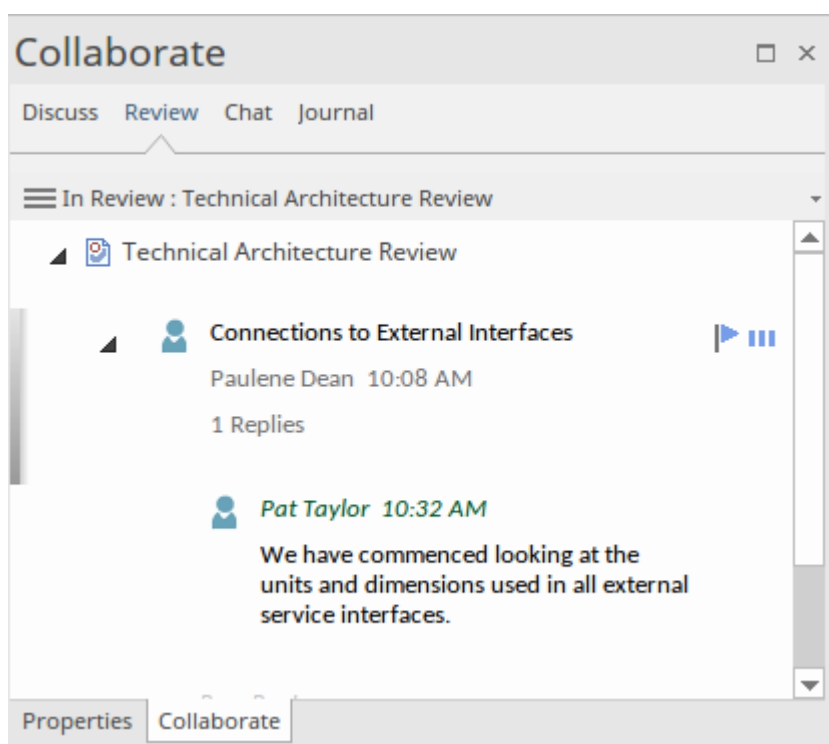 Collaborate
Discuss Review Chat Journal
In Review : Technical Architecture Review
Technical Architecture Review
Connections to External Interfaces
Paulene Dean 10:08 AM
1 Replies
Pat Taylor 10:32 AM
We have commenced looking at the
units and dimensions used in all external
service interfaces.
Properties Collaborate